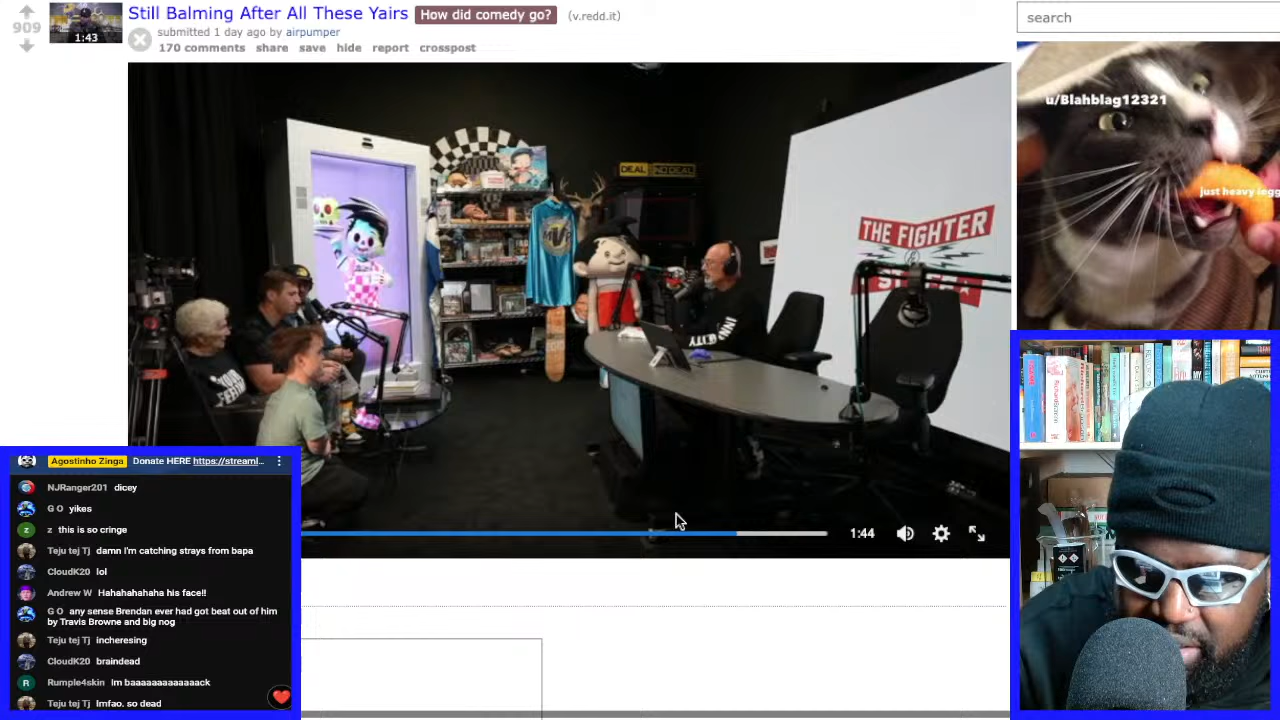 909
1:43
Still Balming After All These Yairs How did comedy go? (v.redd.it)
submitted 1 day ago by airpumper
170 comments share save hide report crosspost
search
u/Blahblag12321
just heavy (egg
DEAL NO DEAL
THE FIGHTER
1:44
Agostinho Zinga Donate HERE https://streaml...
NJRanger201 dicey
G O yikes
z this is so cringe
Teju tej Tj damn I'm catching strays from bapa
CloudK20 lol
Andrew W Hahahahahaha his face!!
G O any sense Brendan ever had got beat out of him
by Travis Browne and big nog
Teju tej Tj incheresing
CloudK20 braindead
Rumple4skin Im baaaaaaaaaaaack
Teju tej Tj lmfao. so dead